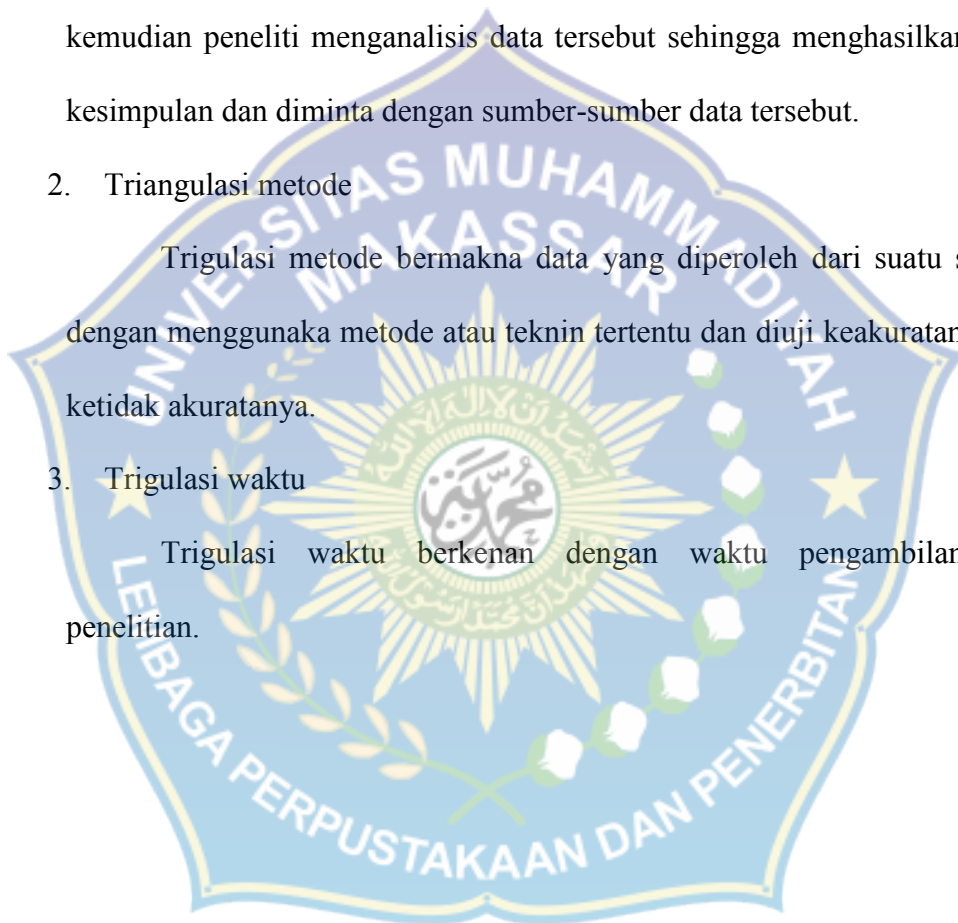 kemudian peneliti menganalisis data tersebut sehingga menghasilkan
kesimpulan dan diminta dengan sumber-sumber data tersebut.
2. Triangulasi metode
Trigulasi metode bermakna data yang diperoleh dari suatu
dengan menggunaka metode atau teknin tertentu dan diuji keakuratan
ketidak akuratanya.
3. Trigulasi waktu
Trigulasi waktu berkenan dengan waktu pengambilan
penelitian.
UNIVERSITAS MUHAMMADIYAH
MAKASSAR
LEMBAGA PERPUSTAKAAN DAN PENERBITAN
محمدية